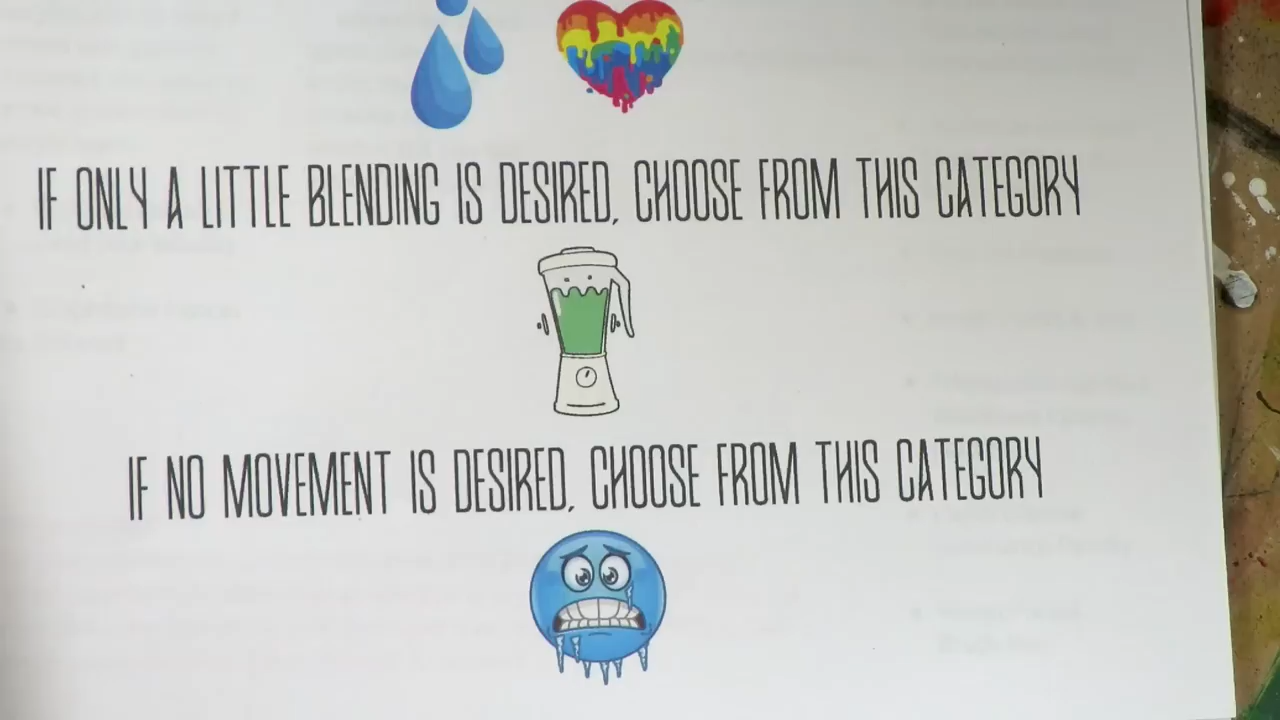 IF ONLY A LITTLE BLENDING IS DESIRED, CHOOSE FROM THIS CATEGORY
IF NO MOVEMENT IS DESIRED, CHOOSE FROM THIS CATEGORY